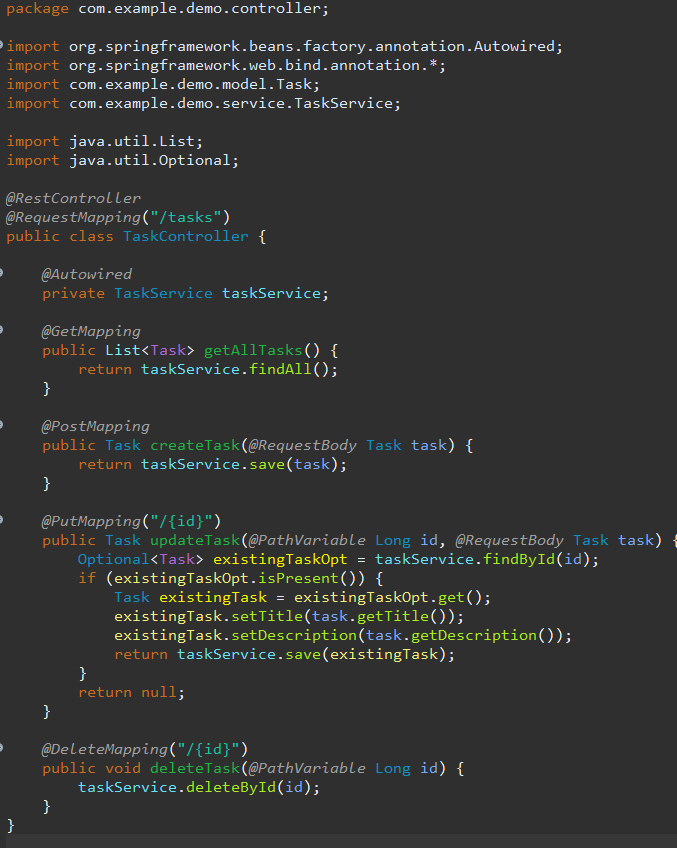 package com.example.demo.controller;
import org.springframework.beans.factory.annotation.Autowired;
import org.springframework.web.bind.annotation.*;
import com.example.demo.model.Task;
import com.example.demo.service.TaskService;
import java.util.List;
import java.util.Optional;
@RestController
@RequestMapping("/tasks")
public class TaskController {
    @Autowired
    private TaskService taskService;
    @GetMapping
    public List<Task> getAllTasks() {
        return taskService.findAll();
    }
    @PostMapping
    public Task createTask(@RequestBody Task task) {
        return taskService.save(task);
    }
    @PutMapping("/{id}")
    public Task updateTask(@PathVariable Long id, @RequestBody Task task) {
        Optional<Task> existingTaskOpt = taskService.findById(id);
        if (existingTaskOpt.isPresent()) {
            Task existingTask = existingTaskOpt.get();
            existingTask.setTitle(task.getTitle());
            existingTask.setDescription(task.getDescription());
            return taskService.save(existingTask);
        }
        return null;
    }
    @DeleteMapping("/{id}")
    public void deleteTask(@PathVariable Long id) {
        taskService.deleteById(id);
    }
}